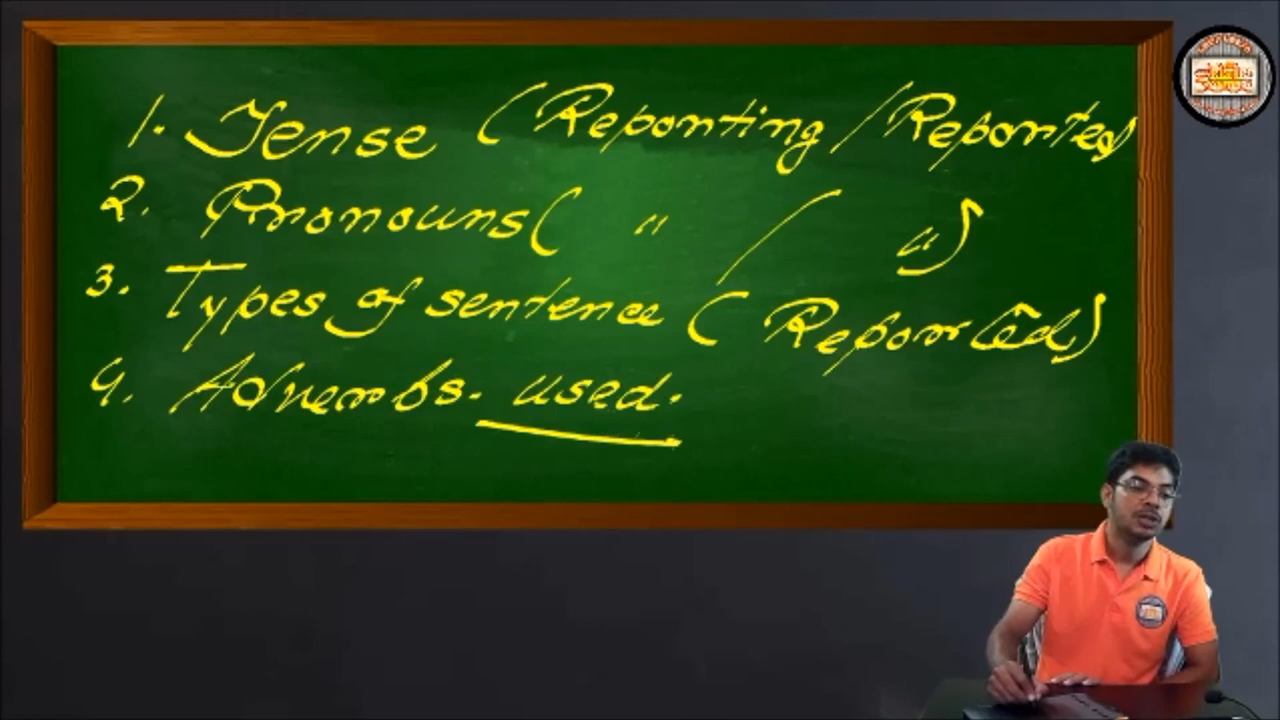 1. Tense (Reporting / Reported)
2. Pronouns ( " / " )
3. Types of sentence ( Reported )
4. Adverbs. used.